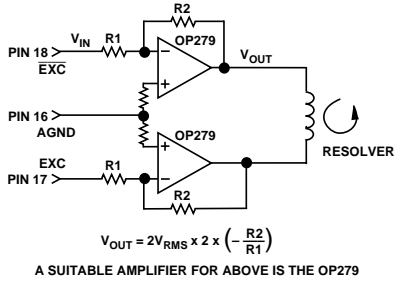 R2
PIN 18 V_IN R1
EXC
OP279
V_OUT
PIN 16
AGND
OP279
RESOLVER
EXC R1
PIN 17
R2
V_OUT = 2V_RMS x 2 x (− R2/R1)
A SUITABLE AMPLIFIER FOR ABOVE IS THE OP279